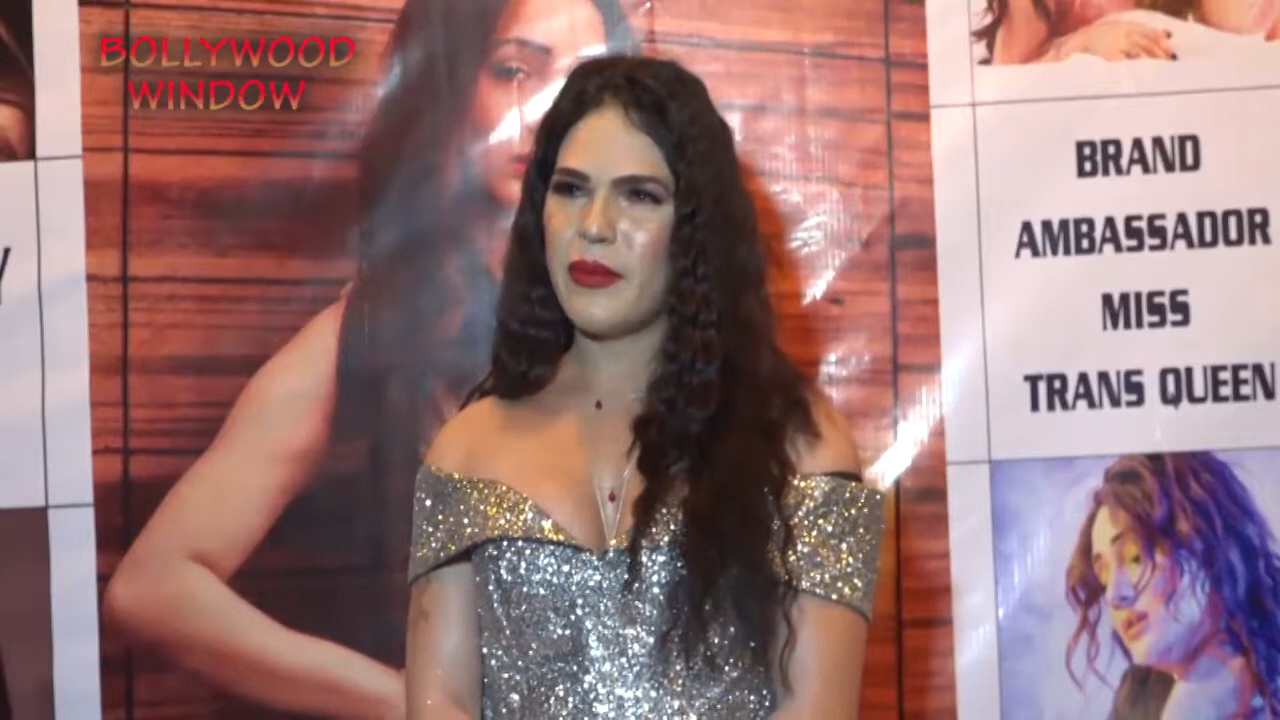 BOLLYWOOD
WINDOW
BRAND
AMBASSADOR
MISS
TRANS QUEEN